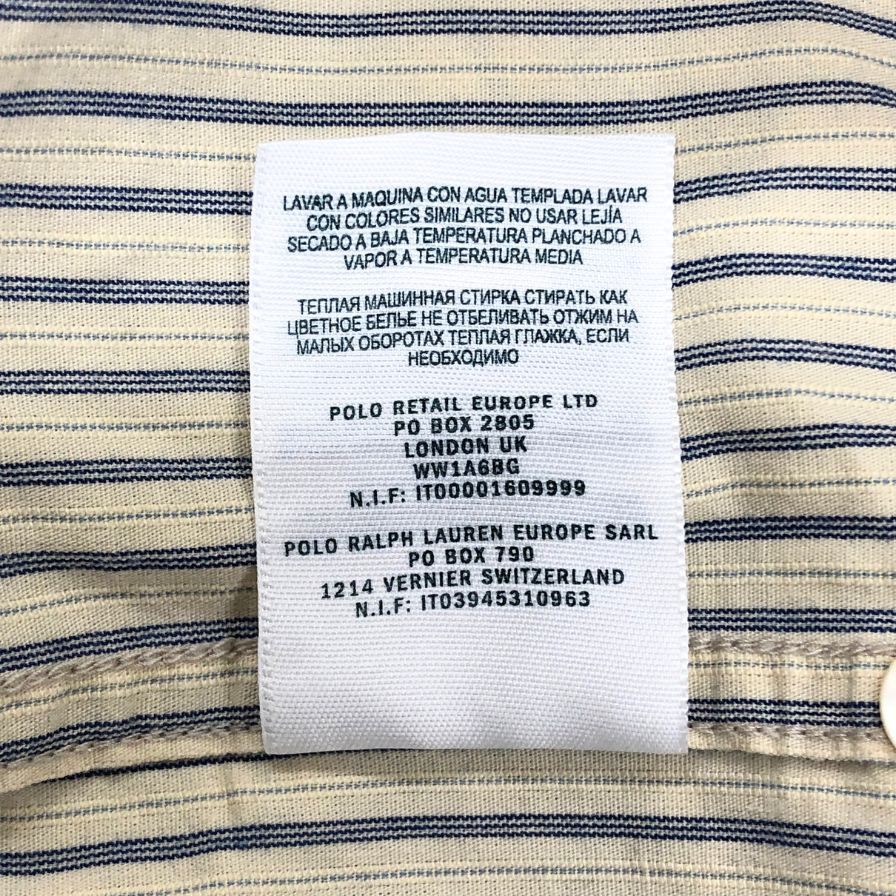 LAVAR A MAQUINA CON AGUA TEMPLADA LAVAR
CON COLORES SIMILARES NO USAR LEJÍA
SECADO A BAJA TEMPERATURA PLANCHADO A
VAPOR A TEMPERATURA MEDIA
ТЕПЛАЯ МАШИННАЯ СТИРКА СТИРАТЬ КАК
ЦВЕТНОЕ БЕЛЬЕ НЕ ОТБЕЛИВАТЬ ОТЖИМ НА
МАЛЫХ ОБОРОТАХ ТЕПЛАЯ ГЛАЖКА, ЕСЛИ
НЕОБХОДИМО
POLO RETAIL EUROPE LTD
PO BOX 2805
LONDON UK
WW1A6BG
N.I.F: IT00001609999
POLO RALPH LAUREN EUROPE SARL
PO BOX 790
1214 VERNIER SWITZERLAND
N.I.F: IT03945310963